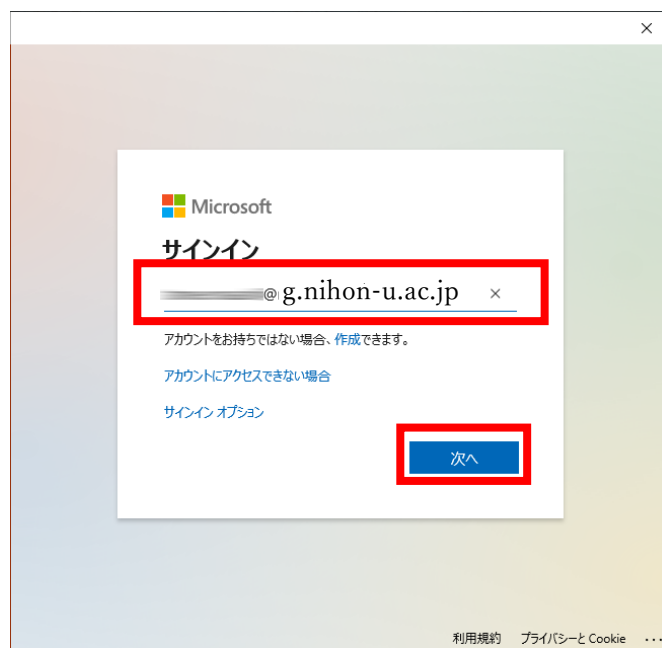 Microsoft
サインイン
@g.nihon-u.ac.jp
アカウントをお持ちではない場合、作成できます。
アカウントにアクセスできない場合
サインイン オプション
次へ
利用規約 プライバシーと Cookie ...